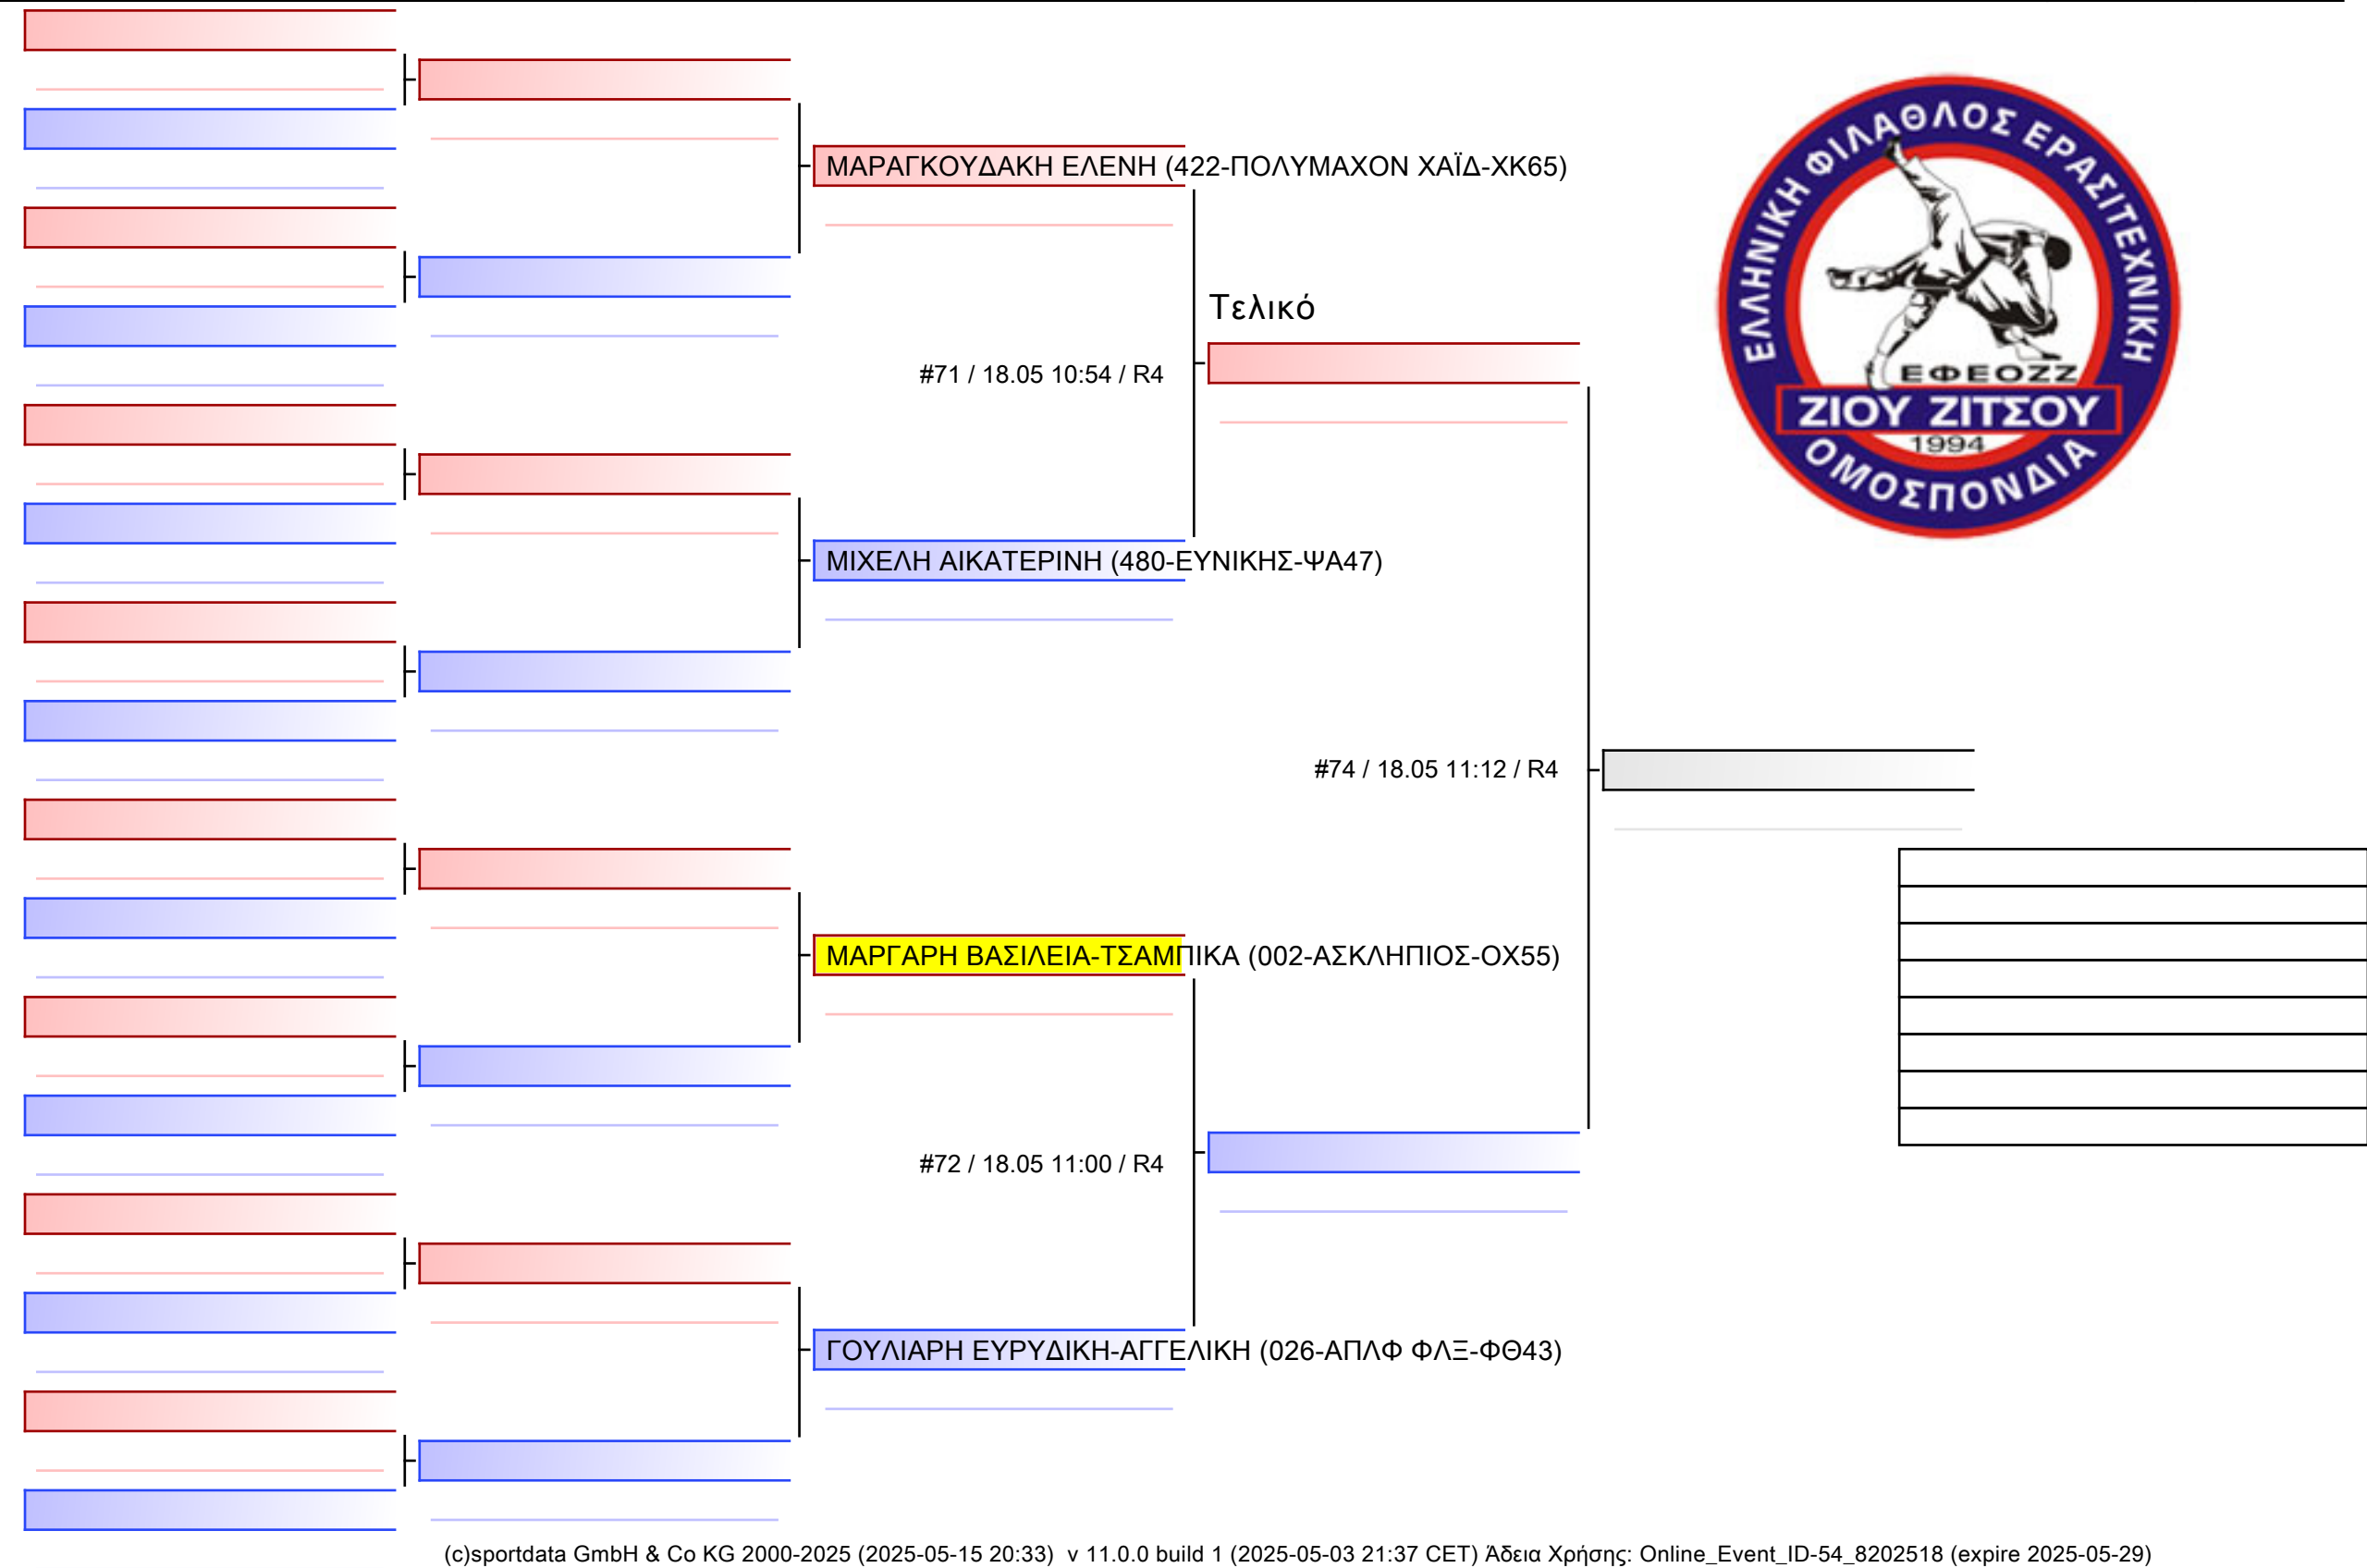 ΜΑΡΑΓΚΟΥΔΑΚΗ ΕΛΕΝΗ (422-ΠΟΛΥΜΑΧΟΝ ΧΑΪΔ-ΧΚ65)
ΕΛΛΗΝΙΚΗ ΦΙΛΑΘΛΟΣ ΕΡΑΣΙΤΕΧΝΙΚΗ
Τελικό
#71 / 18.05 10:54 / R4
ΕΦΕΟΖΖ
ΖΙΟΥ ΖΙΤΣΟΥ
1994
ΟΜΟΣΠΟΝΔΙΑ
ΜΙΧΕΛΗ ΑΙΚΑΤΕΡΙΝΗ (480-ΕΥΝΙΚΗΣ-ΨΑ47)
#74 / 18.05 11:12 / R4
ΜΑΡΓΑΡΗ ΒΑΣΙΛΕΙΑ-ΤΣΑΜΠΙΚΑ (002-ΑΣΚΛΗΠΙΟΣ-ΟΧ55)
#72 / 18.05 11:00 / R4
ΓΟΥΛΙΑΡΗ ΕΥΡΥΔΙΚΗ-ΑΓΓΕΛΙΚΗ (026-ΑΠΛΦ ΦΛΞ-ΦΘ43)
(c)sportdata GmbH & Co KG 2000-2025 (2025-05-15 20:33)  v 11.0.0 build 1 (2025-05-03 21:37 CET) Άδεια Χρήσης: Online_Event_ID-54_8202518 (expire 2025-05-29)